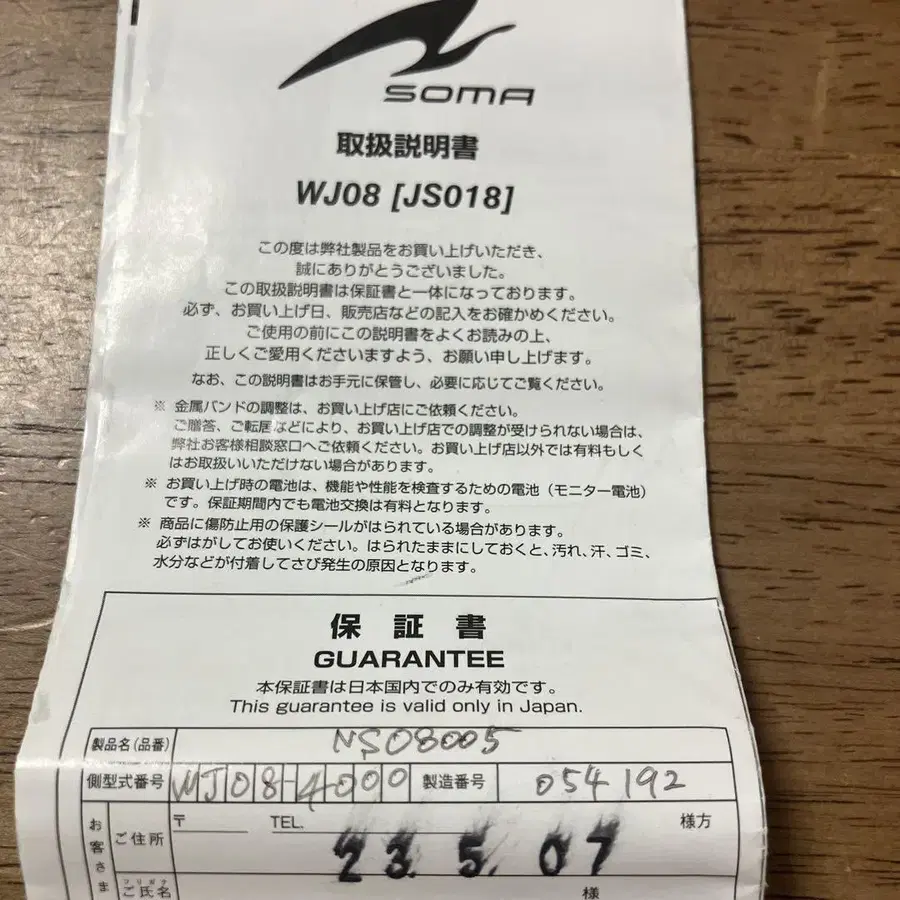 SOMA
取扱説明書
WJ08 [JS018]
この度は弊社製品をお買い上げいただき、
誠にありがとうございました。
この取扱説明書は保証書と一体になっております。
必ず、お買い上げ日、販売店などの記入をお確かめください。
ご使用の前にこの説明書をよくお読みの上、
正しくご愛用くださいますよう、お願い申し上げます。
なお、この説明書はお手元に保管し、必要に応じてご覧ください。
※ 金属バンドの調整は、お買い上げ店にご依頼ください。
ご贈答、ご転居などにより、お買い上げ店での調整が受けられない場合は、
弊社お客様相談窓口へご依頼ください。お買い上げ店以外では有料もしく
はお取扱いいただけない場合があります。
※ お買い上げ時の電池は、機能や性能を検査するための電池（モニター電池）
です。保証期間内でも電池交換は有料となります。
※ 商品に傷防止用の保護シールがはられている場合があります。
必ずはがしてお使いください。はられたままにしておくと、汚れ、汗、ゴミ、
水分などが付着してさび発生の原因となります。
保証書
GUARANTEE
本保証書は日本国内でのみ有効です。
This guarantee is valid only in Japan.
製品名(品番) NS08005
側型式番号 WJ08-4000 製造番号 054192
お客さま ご住所 〒 TEL. 様方
23.5.07
フリガナ
ご氏名 様